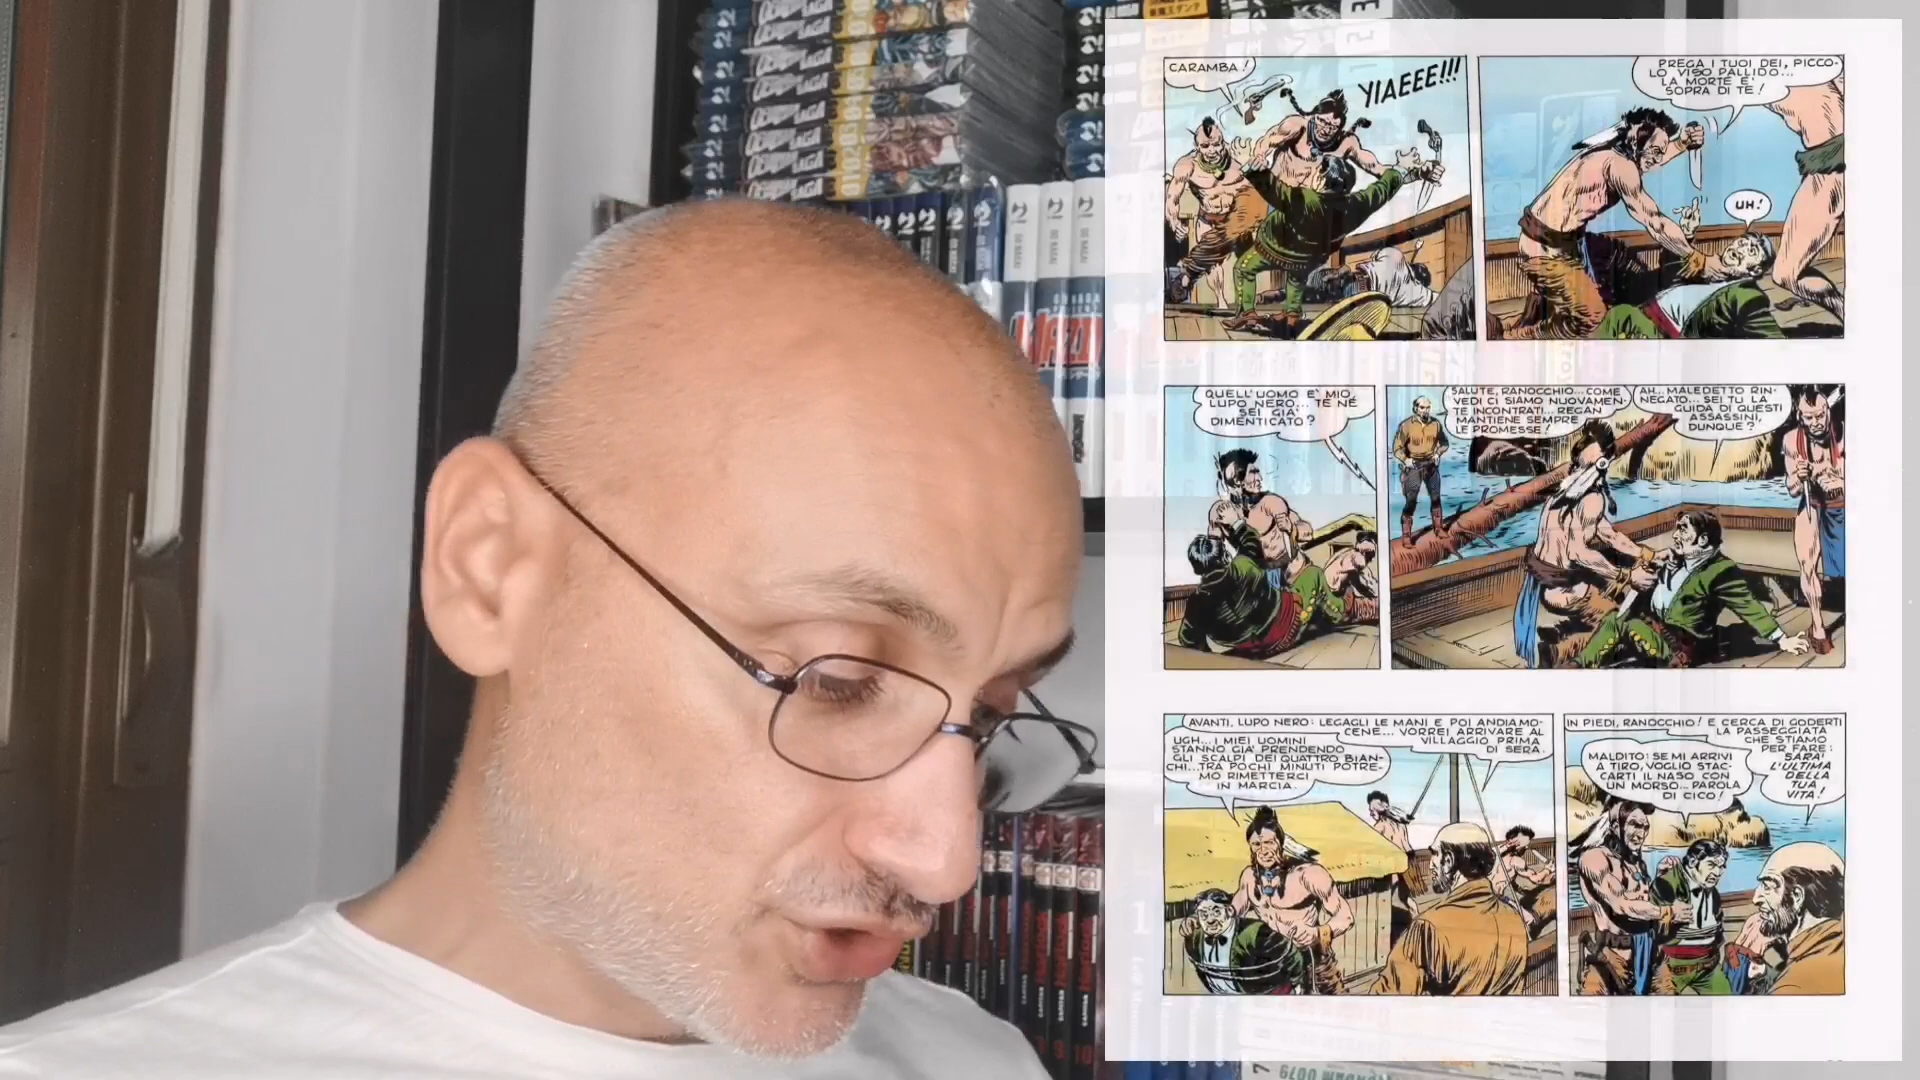 CARAMBA!
YIAEEE!!!
PREGA I TUOI DEI, PICCO-
LO VISO PALLIDO...
LA MORTE E'
SOPRA DI TE!
UH!
QUELL'UOMO E' MIO,
LUPO NERO... TE NE
SEI GIA'
DIMENTICATO?
SALUTE, RANOCCHIO... COME
VEDI CI SIAMO NUOVAMEN-
TE INCONTRATI... REGAN
MANTIENE SEMPRE
LE PROMESSE!
AH... MALEDETTO RIN-
NEGATO... SEI TU LA
GUIDA DI QUESTI
ASSASSINI,
DUNQUE?
AVANTI, LUPO NERO: LEGAGLI LE MANI E POI ANDIAMO-
CENE... VORREI ARRIVARE AL
VILLAGGIO PRIMA
DI SERA.
UGH... I MIEI UOMINI
STANNO GIA' PRENDENDO
GLI SCALPI DEI QUATTRO BIAN-
CHI... TRA POCHI MINUTI POTRE-
MO RIMETTERCI
IN MARCIA.
IN PIEDI, RANOCCHIO! E CERCA DI GODERTI
LA PASSEGGIATA
CHE STIAMO
PER FARE:
SARA'
L'ULTIMA
DELLA
TUA
VITA!
MALDITO: SE MI ARRIVI
A TIRO, VOGLIO STAC-
CARTI IL NASO CON
UN MORSO... PAROLA
DI CICO!